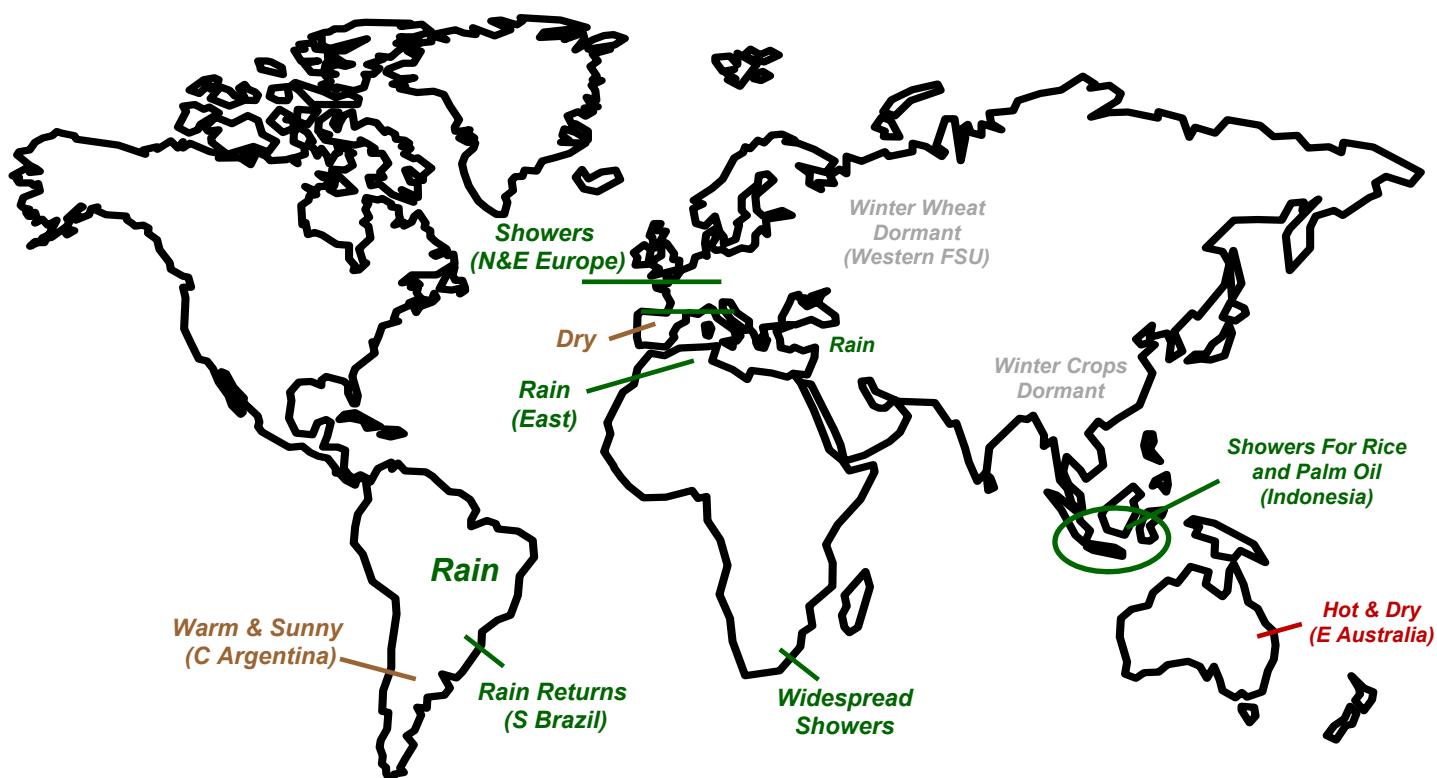 Showers
(N&E Europe)
Winter Wheat
Dormant
(Western FSU)
Dry
Rain
Rain
(East)
Winter Crops
Dormant
Showers For Rice
and Palm Oil
(Indonesia)
Rain
Warm & Sunny
(C Argentina)
Hot & Dry
(E Australia)
Rain Returns
(S Brazil)
Widespread
Showers